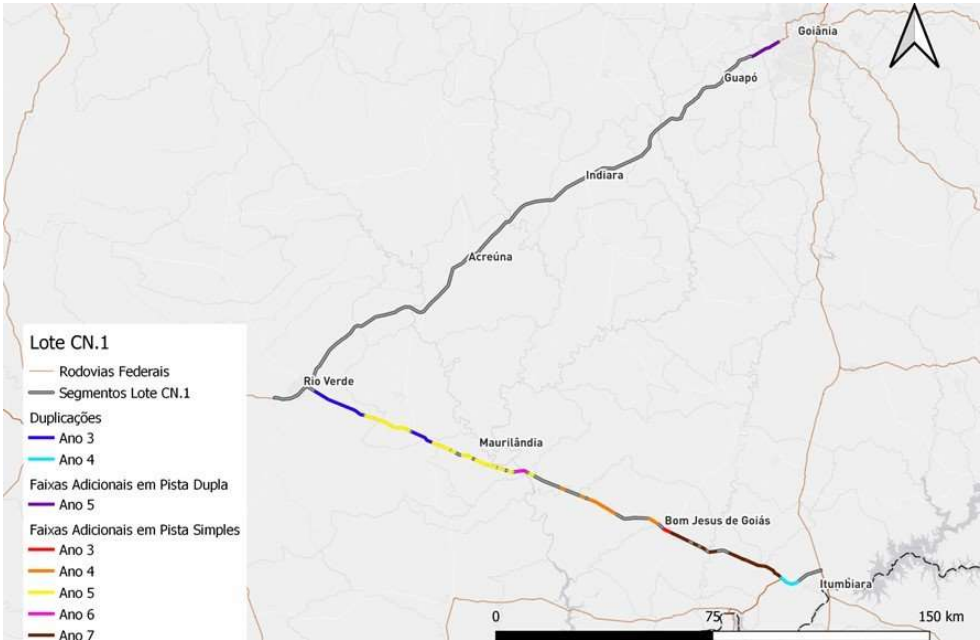 Goiânia
Guapó
Indiara
Acreúna
Lote CN.1
Rodovias Federais
Segmentos Lote CN.1
Duplicações
Ano 3
Ano 4
Faixas Adicionais em Pista Dupla
Ano 5
Faixas Adicionais em Pista Simples
Ano 3
Ano 4
Ano 5
Ano 6
Ano 7
Rio Verde
Maurilândia
Bom Jesus de Goiás
Itumbiara
0 75 150 km